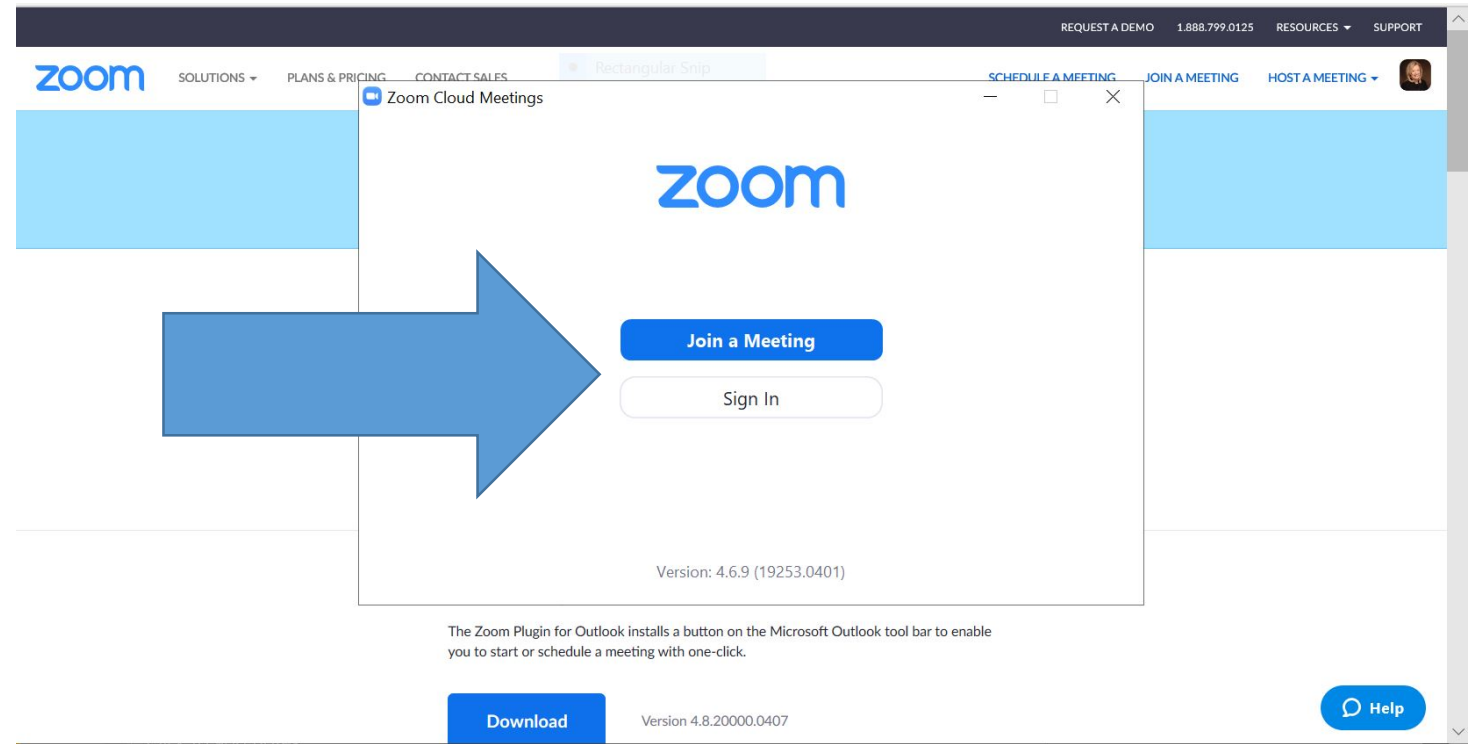 REQUEST A DEMO 1.888.799.0125 RESOURCES SUPPORT
zoom SOLUTIONS PLANS & PRICING CONTACT SALES Rectangular Snip SCHEDULE A MEETING JOIN A MEETING HOST A MEETING
Zoom Cloud Meetings
zoom
Join a Meeting
Sign In
Version: 4.6.9 (19253.0401)
The Zoom Plugin for Outlook installs a button on the Microsoft Outlook tool bar to enable
you to start or schedule a meeting with one-click.
Download Version 4.8.20000.0407
Help